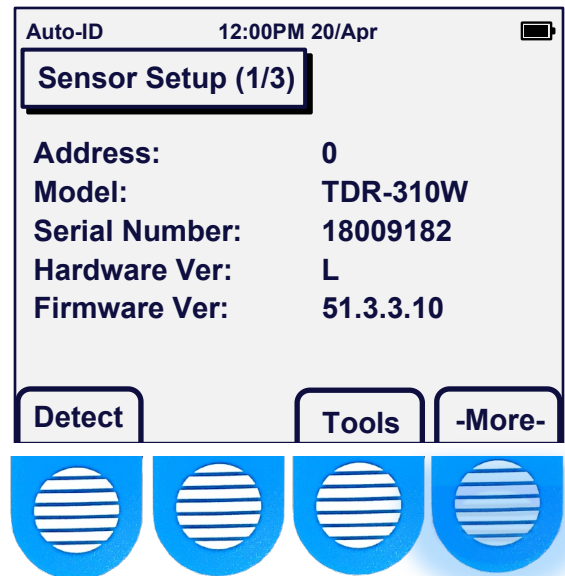 Auto-ID 12:00PM 20/Apr
Sensor Setup (1/3)
Address: 0
Model: TDR-310W
Serial Number: 18009182
Hardware Ver: L
Firmware Ver: 51.3.3.10
Detect Tools -More-